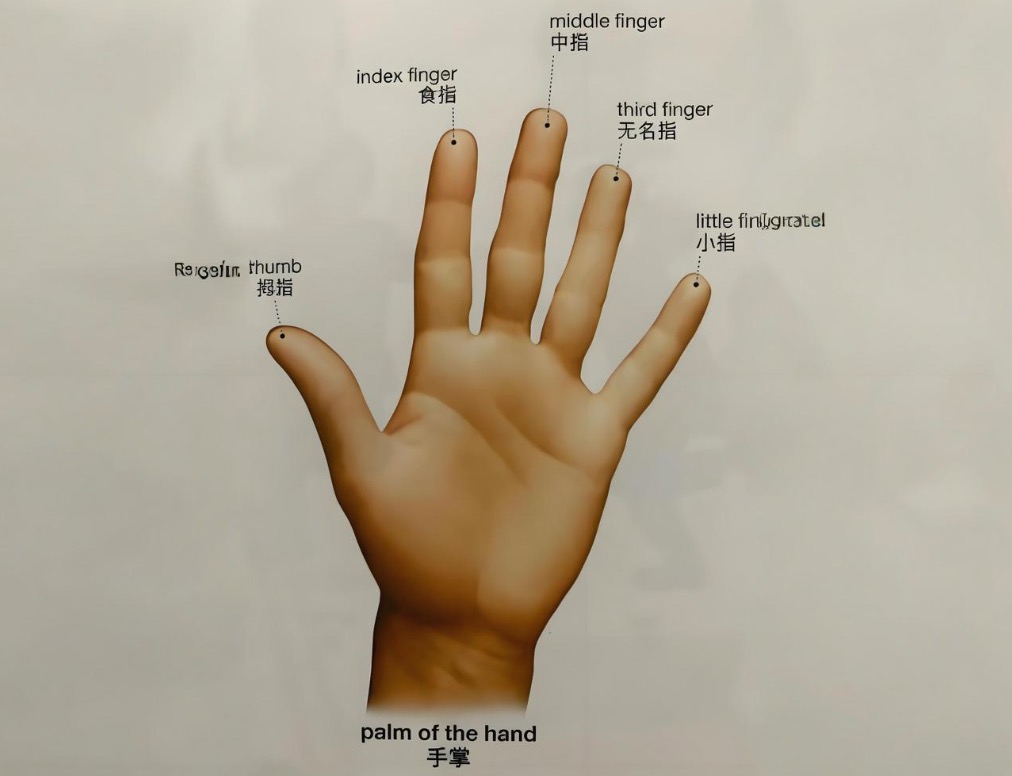 middle finger
中指
index finger
食指
third finger
无名指
little
小指
thumb
拇指
palm of the hand
手掌